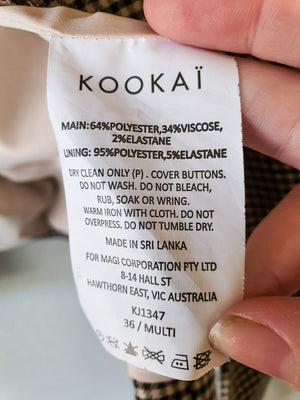 KOOKAÏ
MAIN: 64%POLYESTER,34%VISCOSE,
2%ELASTANE
LINING: 95%POLYESTER,5%ELASTANE
DRY CLEAN ONLY (P) . COVER BUTTONS.
DO NOT WASH. DO NOT BLEACH,
RUB, SOAK OR WRING.
WARM IRON WITH CLOTH. DO NOT
OVERPRESS. DO NOT TUMBLE DRY.
MADE IN SRI LANKA
FOR MAGI CORPORATION PTY LTD
8-14 HALL ST
HAWTHORN EAST, VIC AUSTRALIA
KJ1347
36 / MULTI